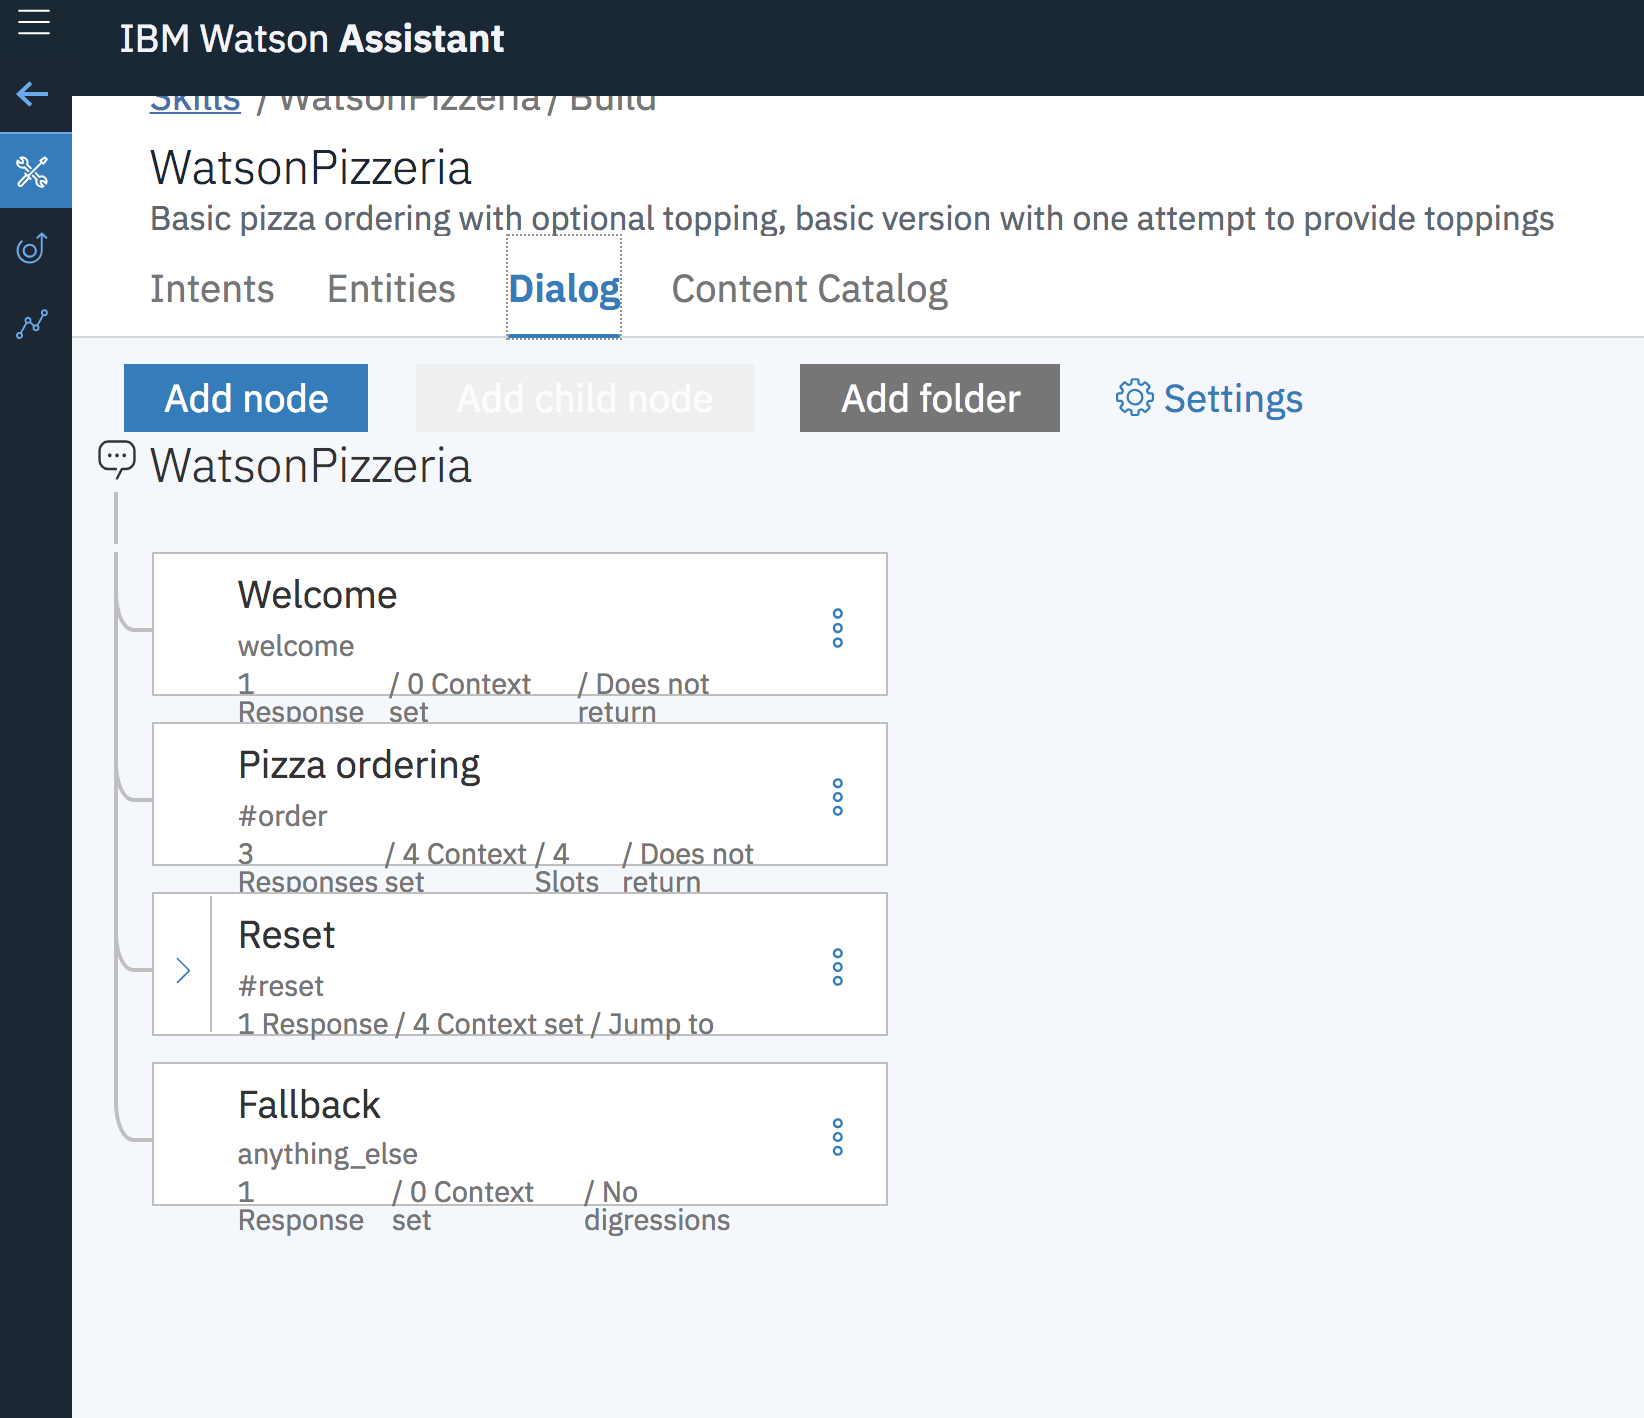 IBM Watson Assistant
Skills / WatsonPizzeria / Build
WatsonPizzeria
Basic pizza ordering with optional topping, basic version with one attempt to provide toppings
Intents Entities Dialog Content Catalog
Add node Add child node Add folder Settings
WatsonPizzeria
Welcome
welcome
1 Response / 0 Context set / Does not return
Pizza ordering
#order
3 Responses / 4 Context set / 4 Slots / Does not return
Reset
#reset
1 Response / 4 Context set / Jump to
Fallback
anything_else
1 Response / 0 Context set / No digressions